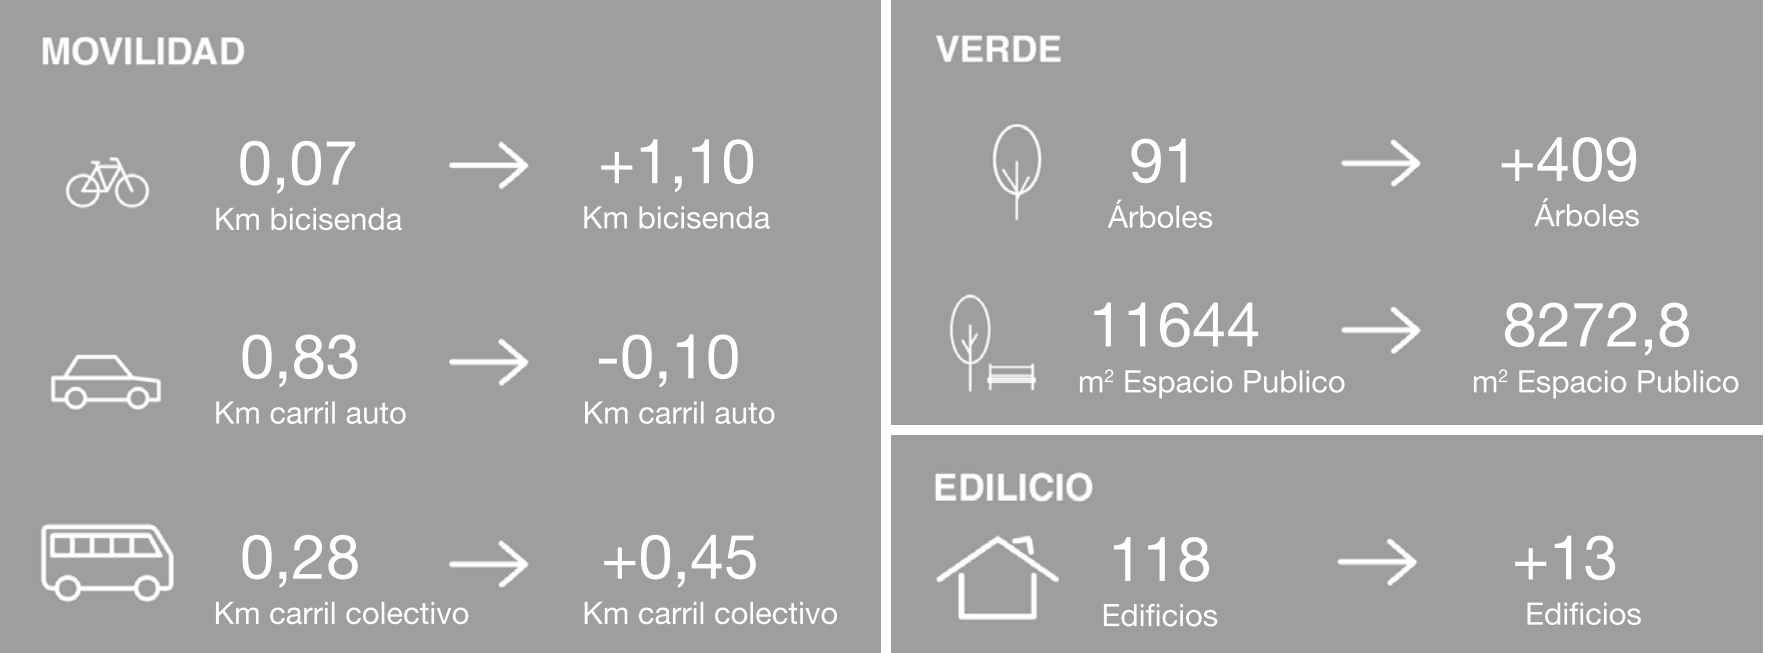 MOVILIDAD
0,07 +1,10
Km bicisenda Km bicisenda
0,83 -0,10
Km carril auto Km carril auto
0,28 +0,45
Km carril colectivo Km carril colectivo
VERDE
91 +409
Árboles Árboles
11644 8272,8
m² Espacio Publico m² Espacio Publico
EDILICIO
118 +13
Edificios Edificios